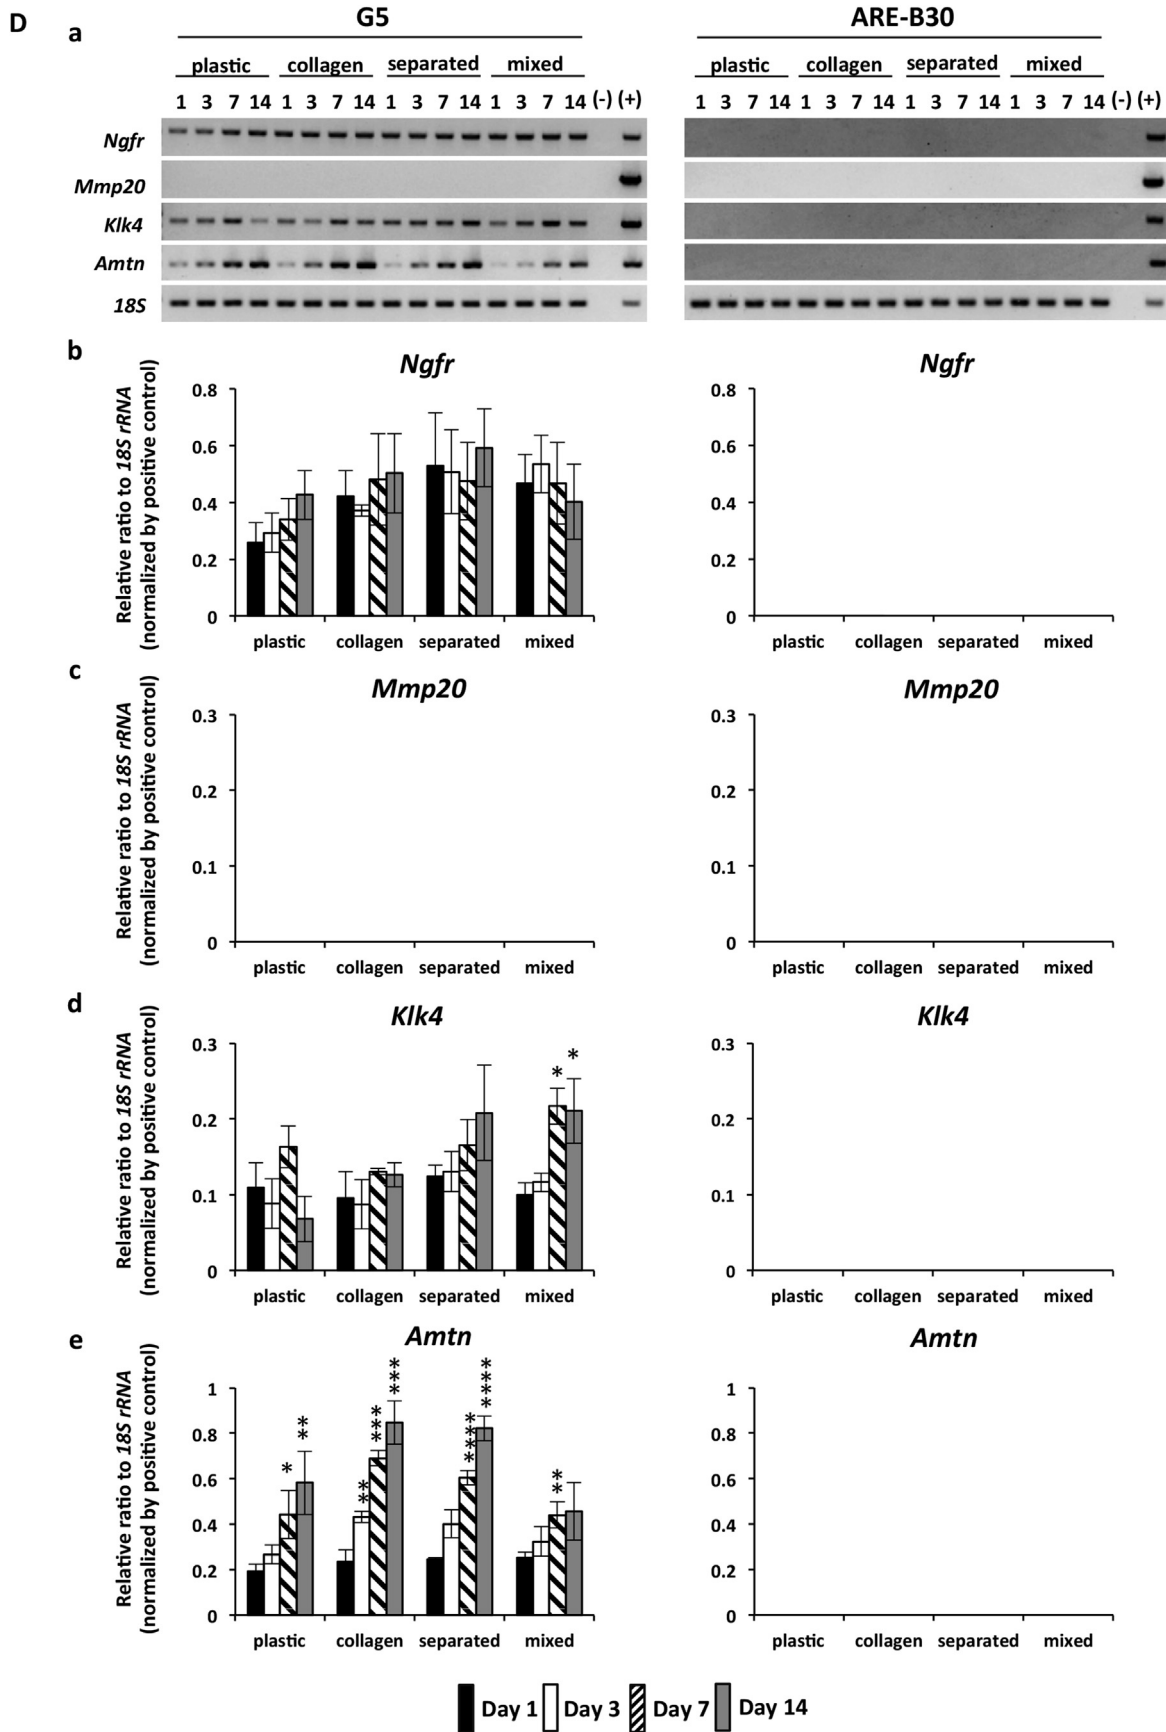 D
a
G5
ARE-B30
plastic collagen separated mixed
plastic collagen separated mixed
1 3 7 14 1 3 7 14 1 3 7 14 1 3 7 14 (-) (+)
1 3 7 14 1 3 7 14 1 3 7 14 1 3 7 14 (-) (+)
Ngfr
Mmp20
Klk4
Amtn
18S
b
Relative ratio to 18S rRNA
(normalized by positive control)
Ngfr
0.8
0.6
0.4
0.2
0
plastic collagen separated mixed
Ngfr
0.8
0.6
0.4
0.2
0
plastic collagen separated mixed
c
Relative ratio to 18S rRNA
(normalized by positive control)
Mmp20
0.3
0.2
0.1
0
plastic collagen separated mixed
Mmp20
0.3
0.2
0.1
0
plastic collagen separated mixed
d
Relative ratio to 18S rRNA
(normalized by positive control)
Klk4
0.3
0.2
0.1
0
* *
plastic collagen separated mixed
Klk4
0.3
0.2
0.1
0
plastic collagen separated mixed
e
Relative ratio to 18S rRNA
(normalized by positive control)
Amtn
1
0.8
0.6
0.4
0.2
0
* ** ** *** *** **** **** **
plastic collagen separated mixed
Amtn
1
0.8
0.6
0.4
0.2
0
plastic collagen separated mixed
Day 1 Day 3 Day 7 Day 14